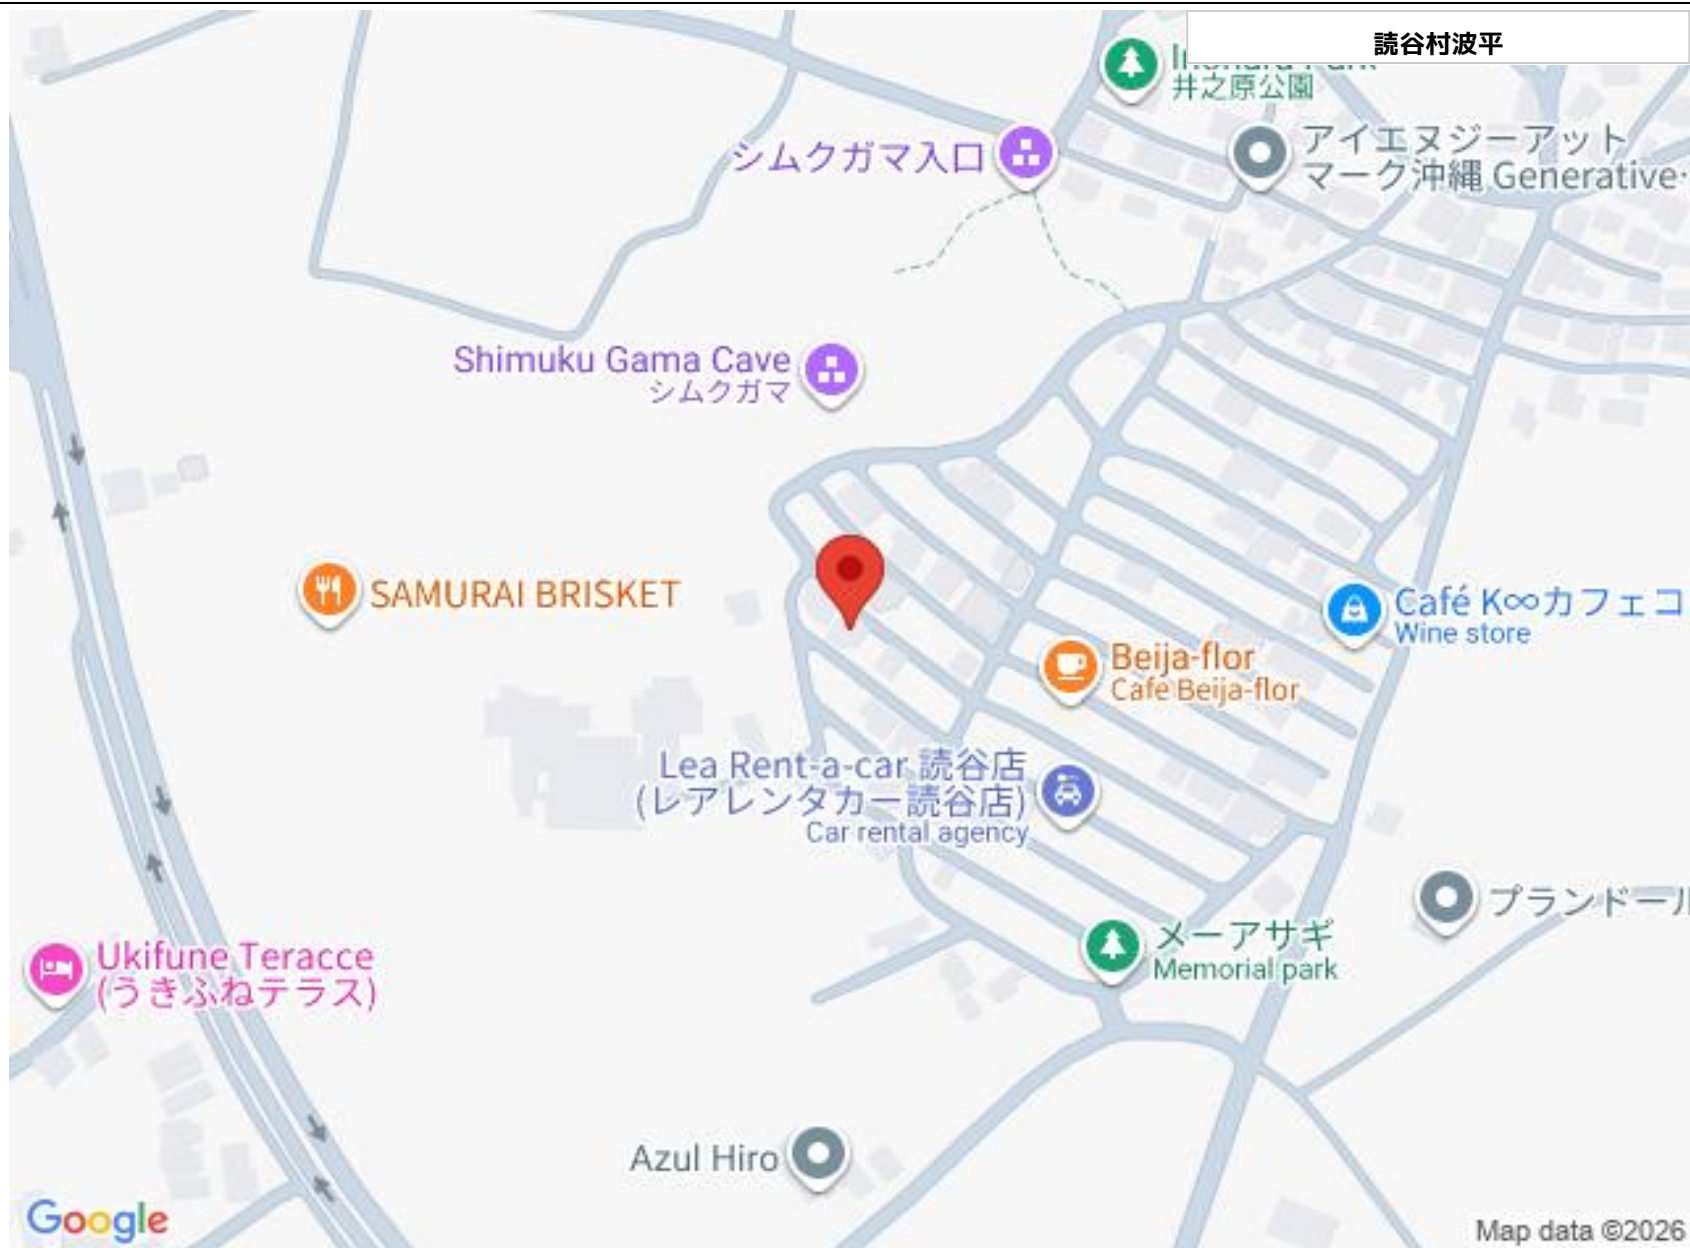 読谷村波平
井之原公園
シムクガマ入口
アイエヌジーアット
マーク沖縄 Generative
Shimuku Gama Cave
シムクガマ
SAMURAI BRISKET
Café K∞カフェコ
Wine store
Beija-flor
Cafe Beija-flor
Lea Rent-a-car 読谷店
(レアレンタカー読谷店)
Car rental agency
プランドール
メーアサギ
Memorial park
Ukifune Teracce
(うきふねテラス)
Azul Hiro
Google
Map data ©2026